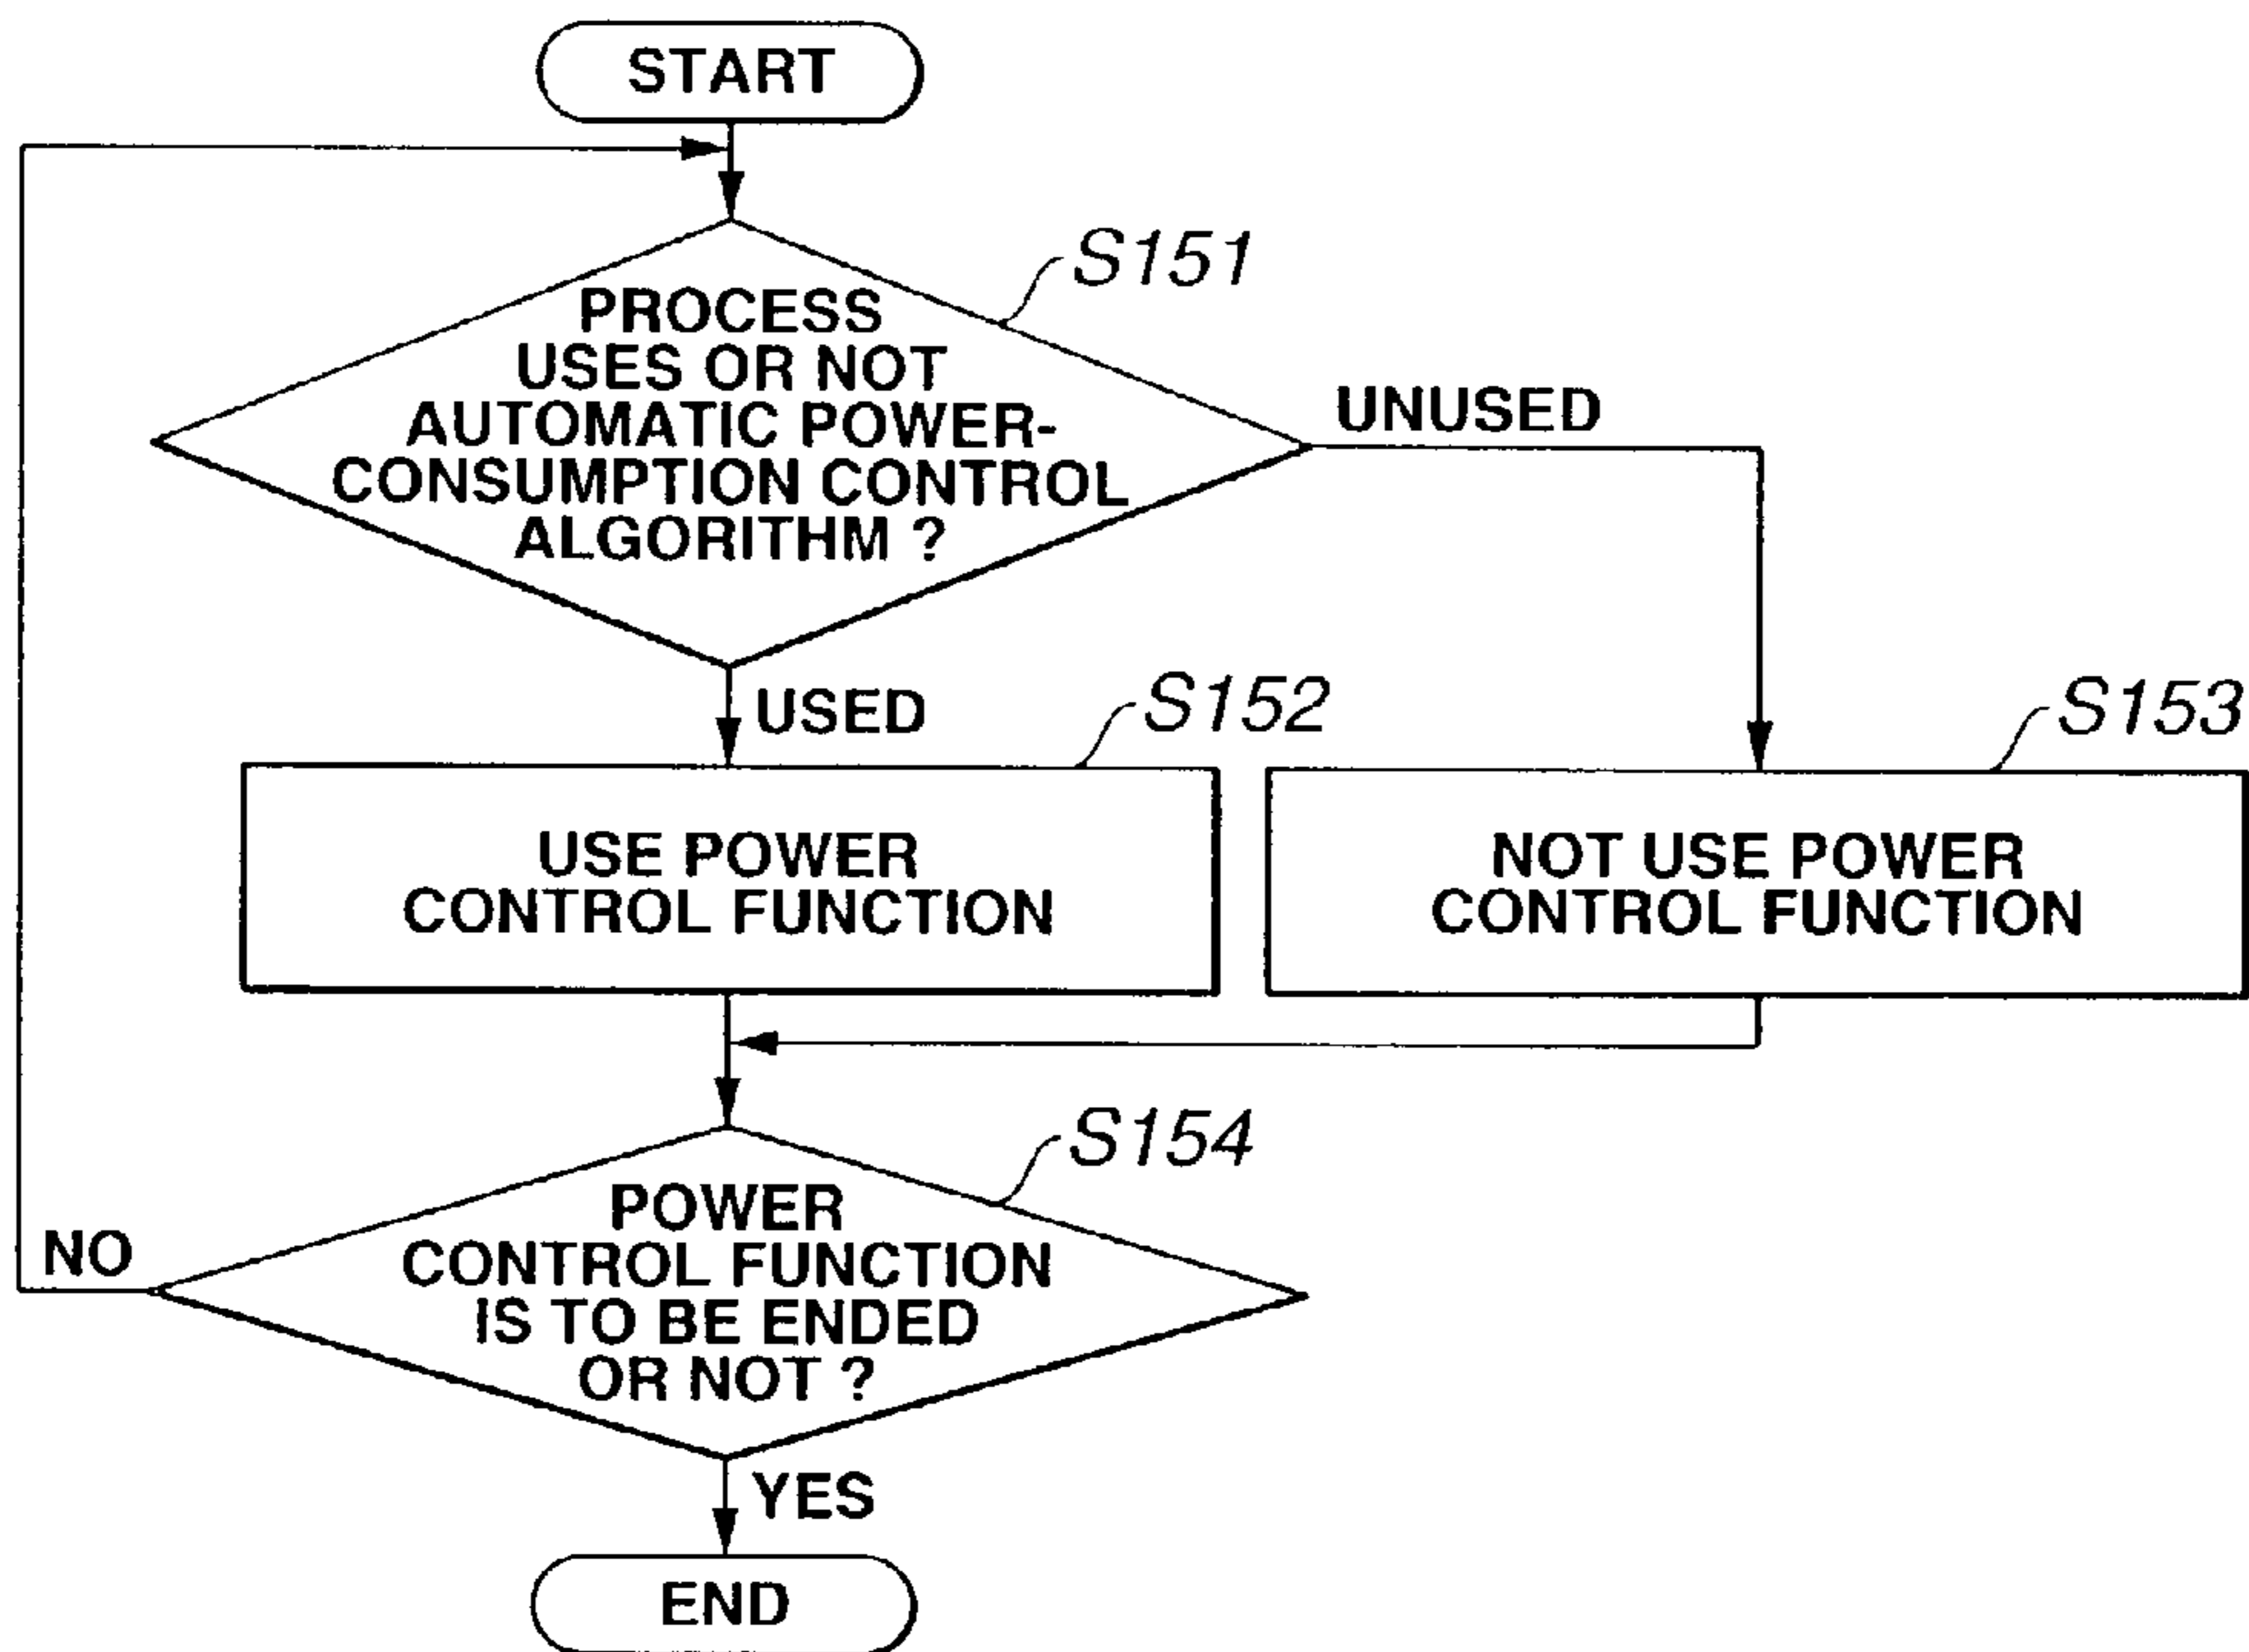 START
S151
PROCESS
USES OR NOT
AUTOMATIC POWER-
CONSUMPTION CONTROL
ALGORITHM ?
UNUSED
USED
S152
S153
USE POWER
CONTROL FUNCTION
NOT USE POWER
CONTROL FUNCTION
S154
POWER
CONTROL FUNCTION
IS TO BE ENDED
OR NOT ?
NO
YES
END